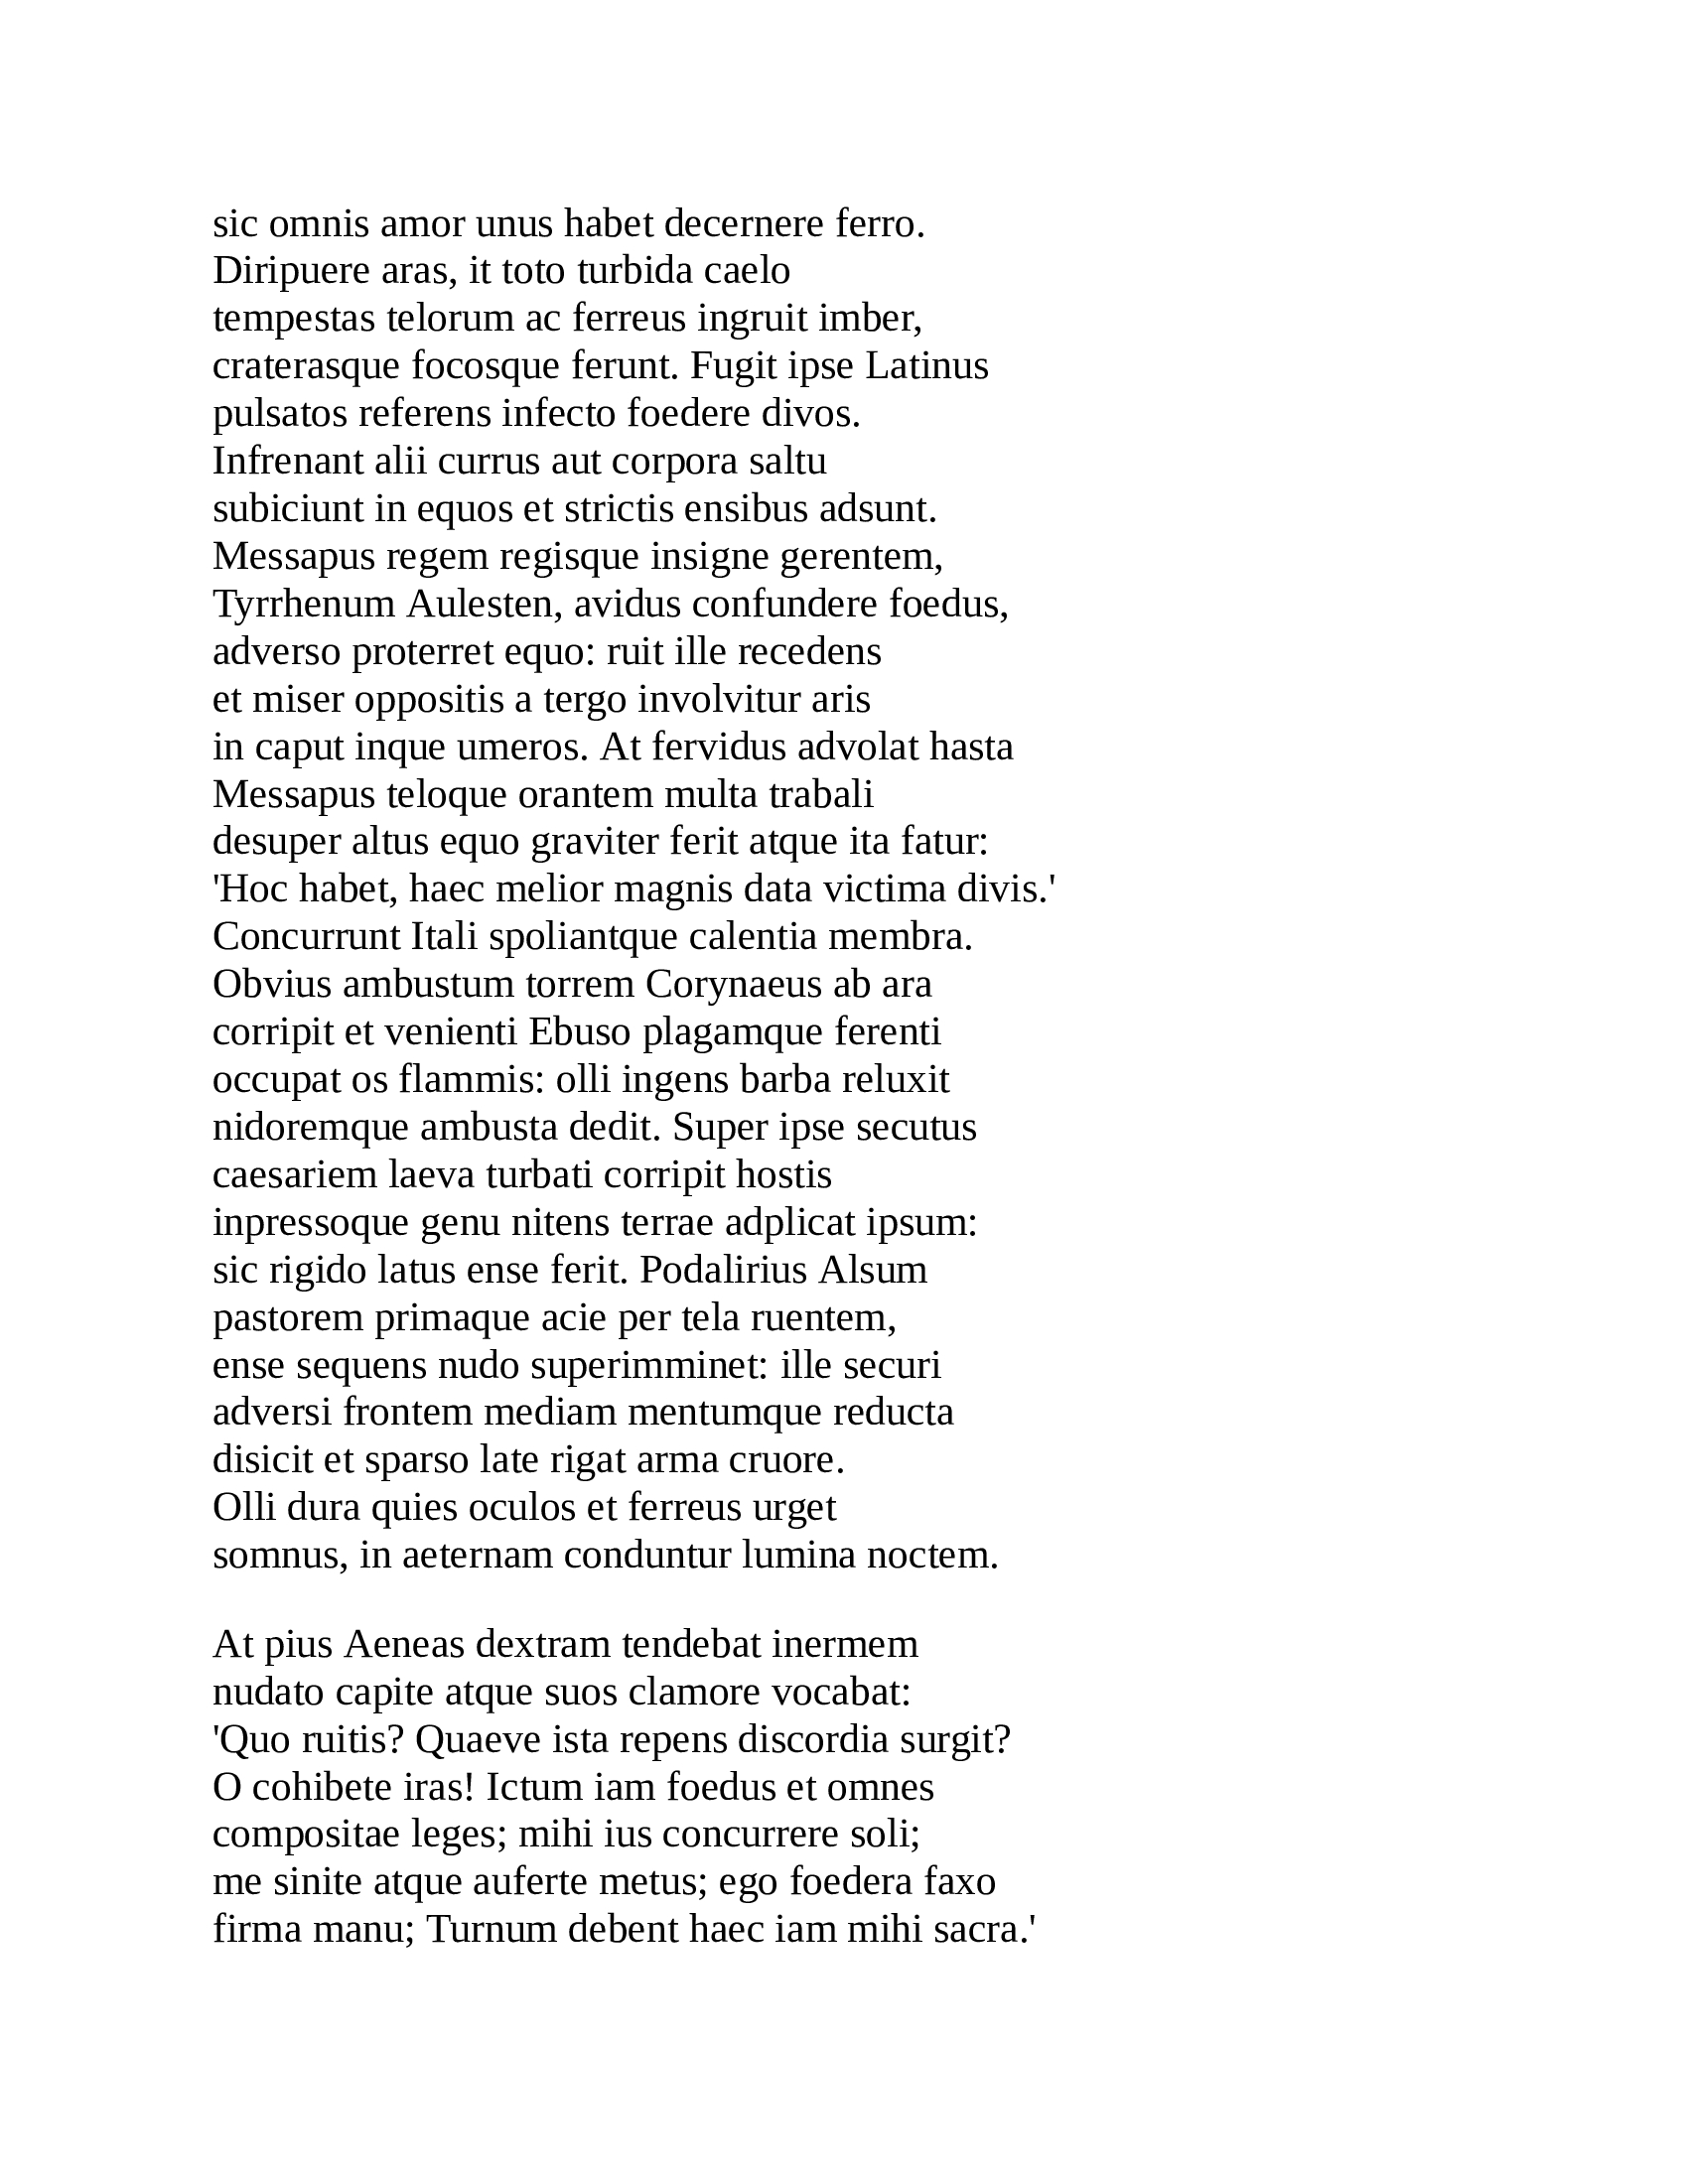 sic omnis amor unus habet decernere ferro.
Diripuere aras, it toto turbida caelo
tempestas telorum ac ferreus ingruit imber,
craterasque focosque ferunt. Fugit ipse Latinus
pulsatos referens infecto foedere divos.
Infrenant alii currus aut corpora saltu
subiciunt in equos et strictis ensibus adsunt.
Messapus regem regisque insigne gerentem,
Tyrrhenum Aulesten, avidus confundere foedus,
adverso proterret equo: ruit ille recedens
et miser oppositis a tergo involvitur aris
in caput inque umeros. At fervidus advolat hasta
Messapus teloque orantem multa trabali
desuper altus equo graviter ferit atque ita fatur:
'Hoc habet, haec melior magnis data victima divis.'
Concurrunt Itali spoliantque calentia membra.
Obvius ambustum torrem Corynaeus ab ara
corripit et venienti Ebuso plagamque ferenti
occupat os flammis: olli ingens barba reluxit
nidoremque ambusta dedit. Super ipse secutus
caesariem laeva turbati corripit hostis
inpressoque genu nitens terrae adplicat ipsum:
sic rigido latus ense ferit. Podalirius Alsum
pastorem primaque acie per tela ruentem,
ense sequens nudo superimminet: ille securi
adversi frontem mediam mentumque reducta
disicit et sparso late rigat arma cruore.
Olli dura quies oculos et ferreus urget
somnus, in aeternam conduntur lumina noctem.

At pius Aeneas dextram tendebat inermem
nudato capite atque suos clamore vocabat:
'Quo ruitis? Quaeve ista repens discordia surgit?
O cohibete iras! Ictum iam foedus et omnes
compositae leges; mihi ius concurrere soli;
me sinite atque auferte metus; ego foedera faxo
firma manu; Turnum debent haec iam mihi sacra.'